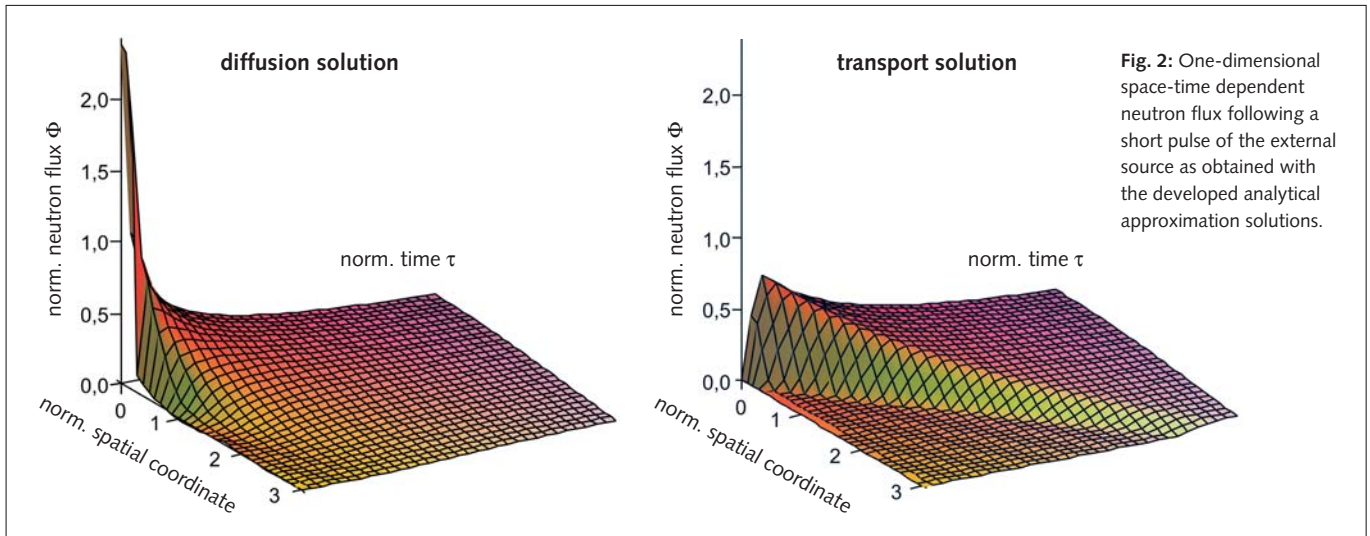 diffusion solution
norm. neutron flux Φ
2,0
1,5
1,0
0,5
0,0
0
1
2
3
norm. spatial coordinate
norm. time τ
transport solution
norm. neutron flux Φ
2,0
1,5
1,0
0,5
0,0
0
1
2
3
norm. spatial coordinate
norm. time τ
Fig. 2: One-dimensional
space-time dependent
neutron flux following a
short pulse of the external
source as obtained with
the developed analytical
approximation solutions.